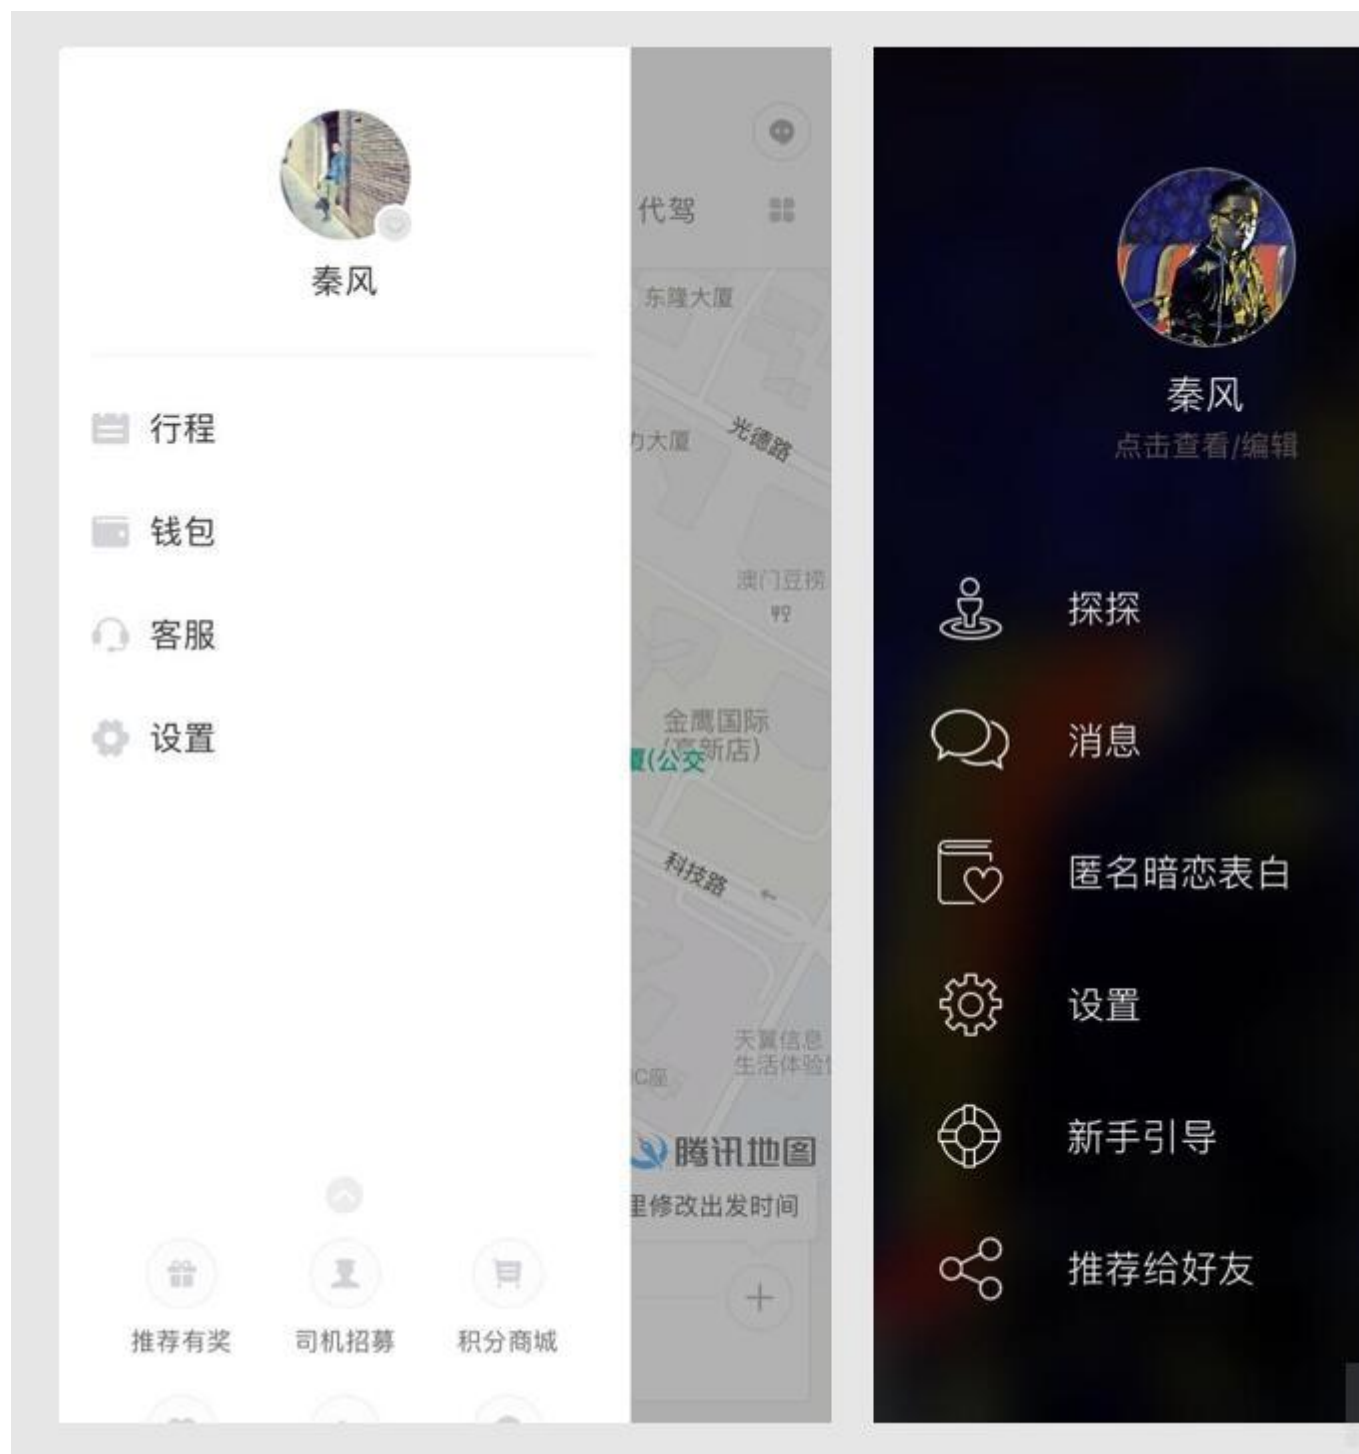 秦风
行程
钱包
客服
设置
推荐有奖
司机招募
积分商城
代驾
东隆大厦
大厦
光德路
澳门豆捞
金鹰国际
(高新店)
厦(公交
科技路
天翼信息
生活体验
C座
腾讯地图
里修改出发时间
秦风
点击查看/编辑
探探
消息
匿名暗恋表白
设置
新手引导
推荐给好友